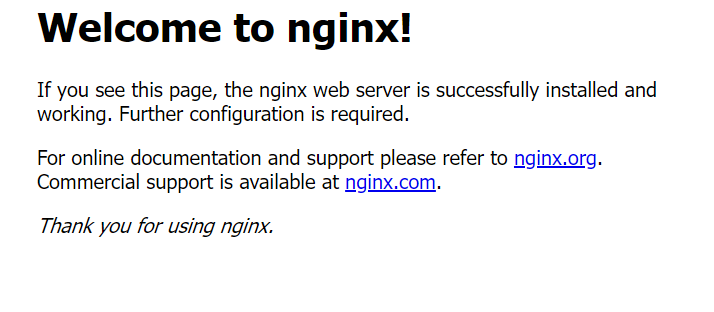 Welcome to nginx!
If you see this page, the nginx web server is successfully installed and
working. Further configuration is required.
For online documentation and support please refer to nginx.org.
Commercial support is available at nginx.com.
Thank you for using nginx.